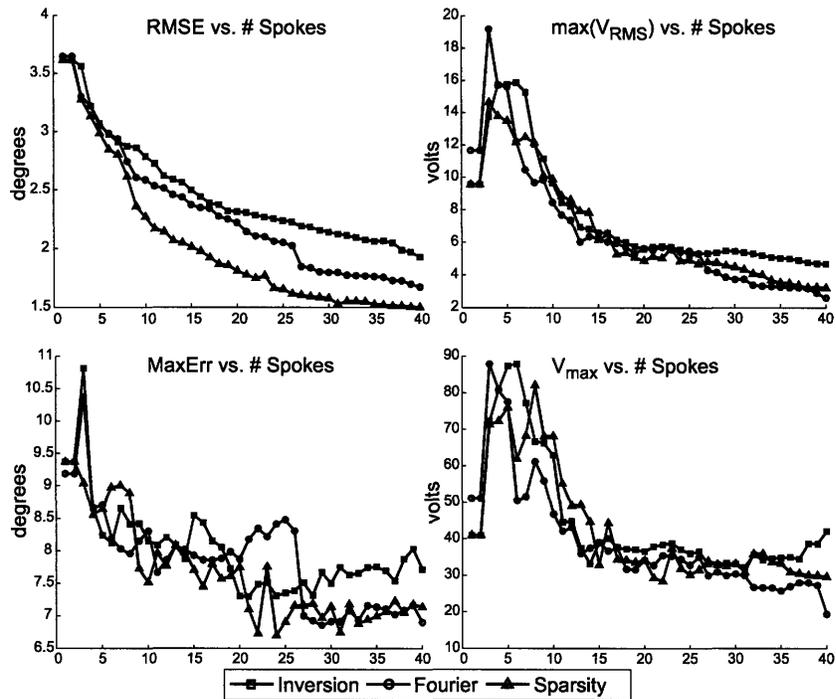 RMSE vs. # Spokes
degrees
4
3.5
3
2.5
2
1.5
0 5 10 15 20 25 30 35 40
max(VRMS) vs. # Spokes
volts
20
18
16
14
12
10
8
6
4
2
0 5 10 15 20 25 30 35 40
MaxErr vs. # Spokes
degrees
11
10.5
10
9.5
9
8.5
8
7.5
7
6.5
0 5 10 15 20 25 30 35 40
Vmax vs. # Spokes
volts
90
80
70
60
50
40
30
20
10
0 5 10 15 20 25 30 35 40
Inversion Fourier Sparsity